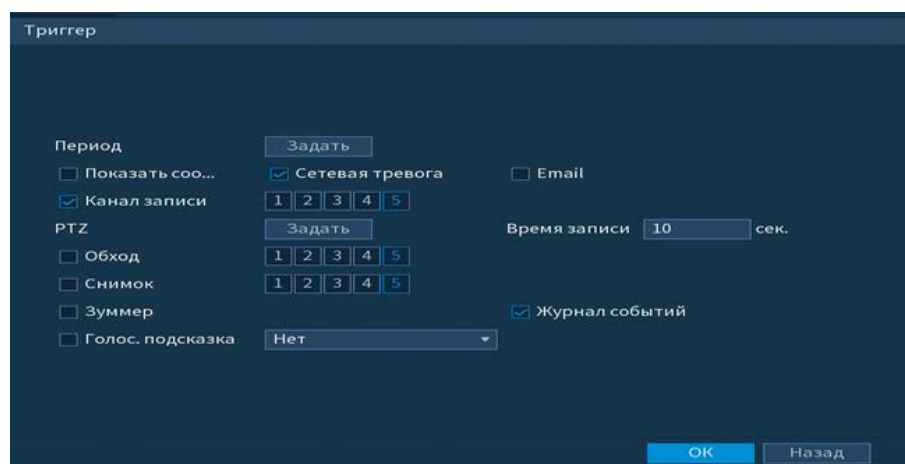 Триггер
Период Задать
Показать соо... Сетевая тревога Email
Канал записи 1 2 3 4 5
PTZ Задать Время записи 10 сек.
Обход 1 2 3 4 5
Снимок 1 2 3 4 5
Зуммер Журнал событий
Голос. подсказка Нет
OK Назад